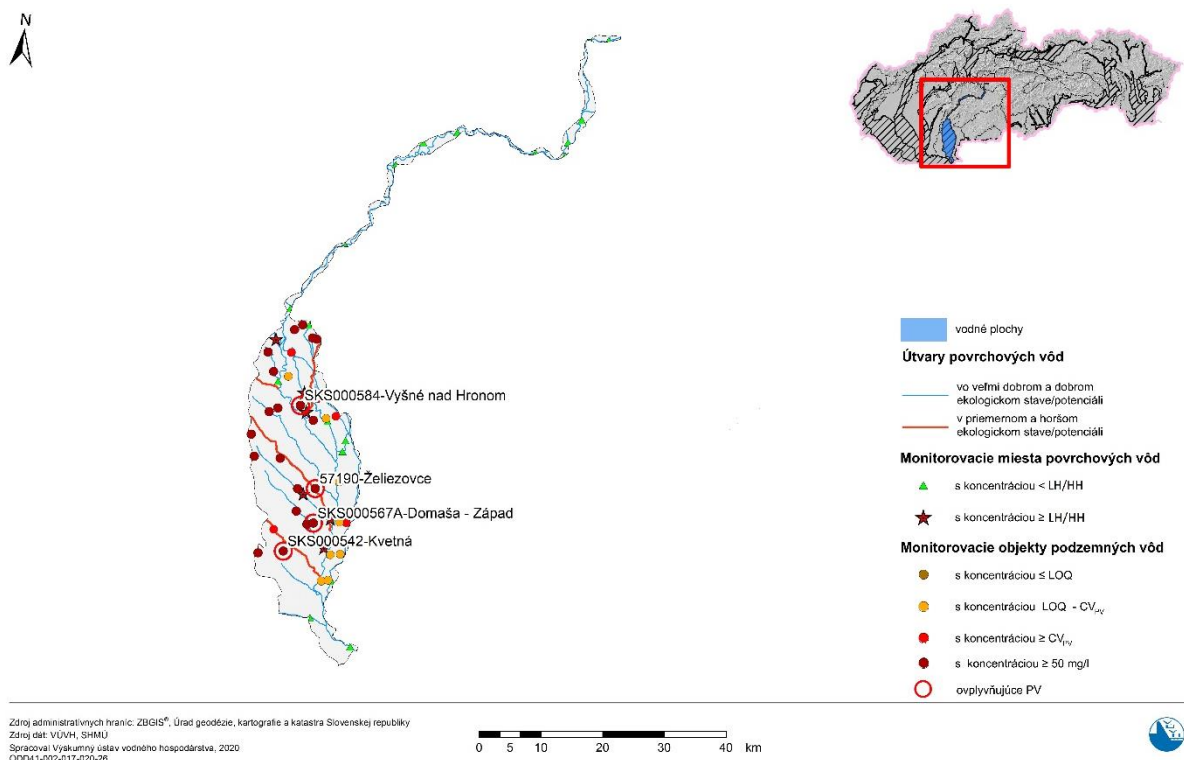 N
SKS000584-Vyšné nad Hronom
57190-Želiezovce
SKS000567A-Domaša - Západ
SKS000542-Kvetná
vodné plochy
Útvary povrchových vôd
vo veľmi dobrom a dobrom
ekologickom stave/potenciáli
v priemernom a horšom
ekologickom stave/potenciáli
Monitorovacie miesta povrchových vôd
s koncentráciou < LH/HH
s koncentráciou ≥ LH/HH
Monitorovacie objekty podzemných vôd
s koncentráciou ≤ LOQ
s koncentráciou LOQ - CVPV
s koncentráciou ≥ CVPV
s koncentráciou ≥ 50 mg/l
ovplyvňujúce PV
Zdroj administratívnych hraníc: ZBGIS®, Úrad geodézie, kartografie a katastra Slovenskej republiky
Zdroj dát: VÚVH, SHMÚ
Spracoval Výskumný ústav vodného hospodárstva, 2020
0 5 10 20 30 40 km